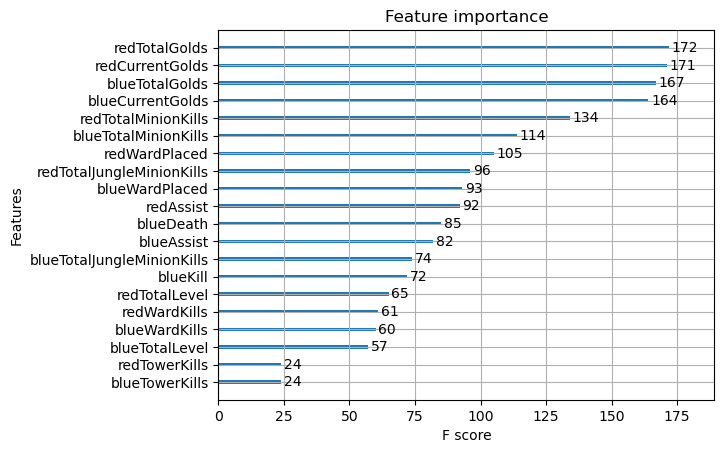 Feature importance
Features
redTotalGolds 172
redCurrentGolds 171
blueTotalGolds 167
blueCurrentGolds 164
redTotalMinionKills 134
blueTotalMinionKills 114
redWardPlaced 105
redTotalJungleMinionKills 96
blueWardPlaced 93
redAssist 92
blueDeath 85
blueAssist 82
blueTotalJungleMinionKills 74
blueKill 72
redTotalLevel 65
redWardKills 61
blueWardKills 60
blueTotalLevel 57
redTowerKills 24
blueTowerKills 24
0 25 50 75 100 125 150 175
F score